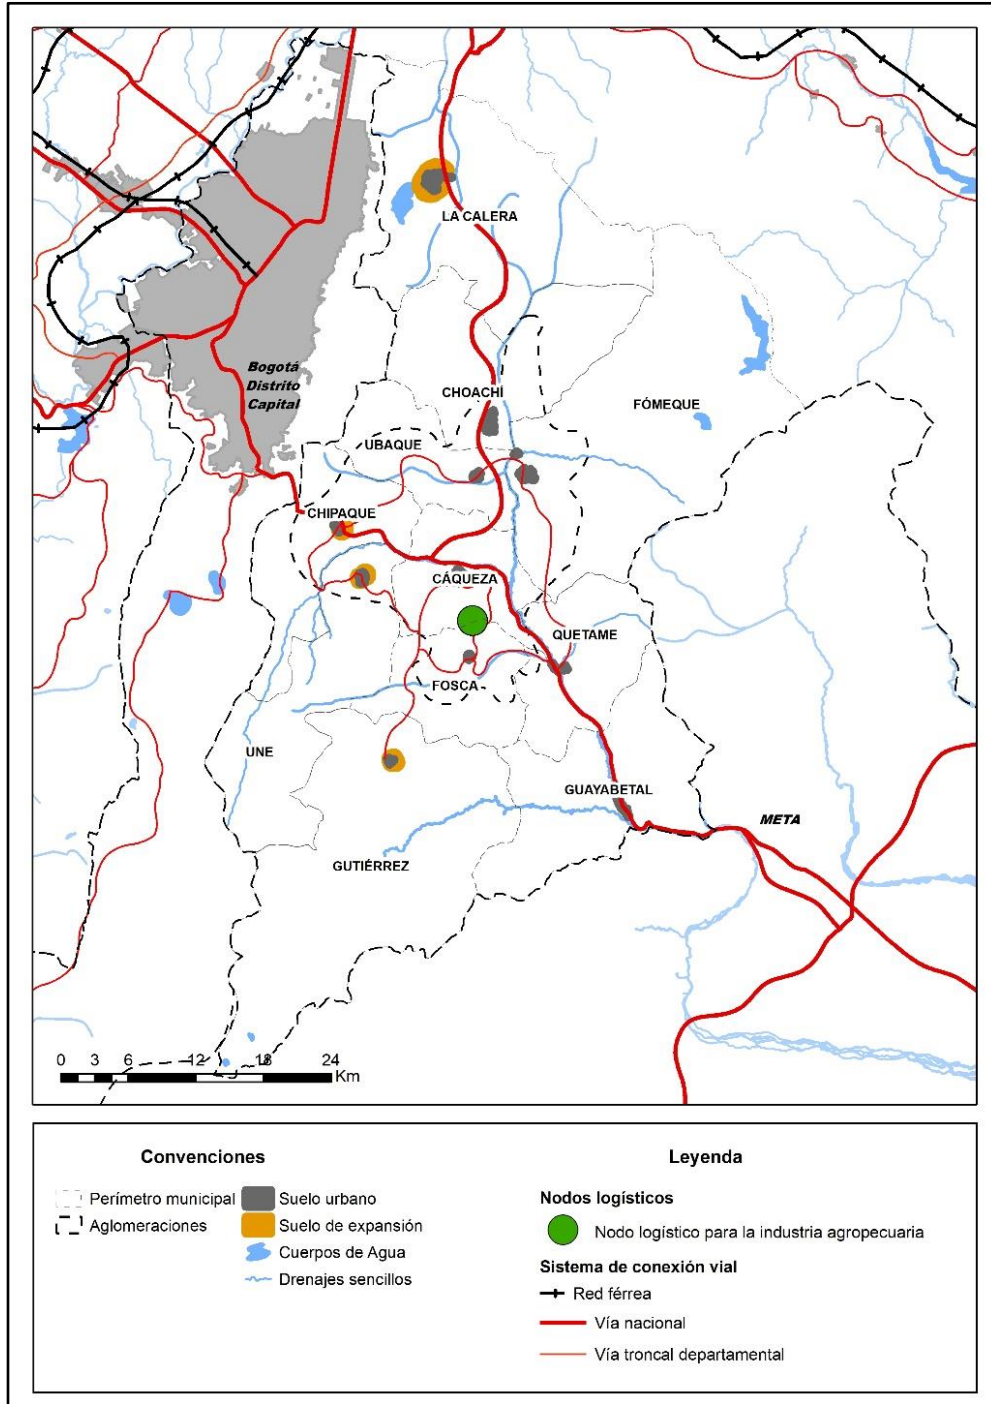 LA CALERA
Bogotá
Distrito
Capital
CHOACHÍ
FÓMEQUE
UBAQUE
CHIPAQUE
CÁQUEZA
QUETAME
FOSCA
UNE
GUAYABETAL
META
GUTIÉRREZ
0 3 6 12 18 24
Km
Convenciones
Perímetro municipal
Aglomeraciones
Suelo urbano
Suelo de expansión
Cuerpos de Agua
Drenajes sencillos
Leyenda
Nodos logísticos
Nodo logístico para la industria agropecuaria
Sistema de conexión vial
Red férrea
Vía nacional
Vía troncal departamental